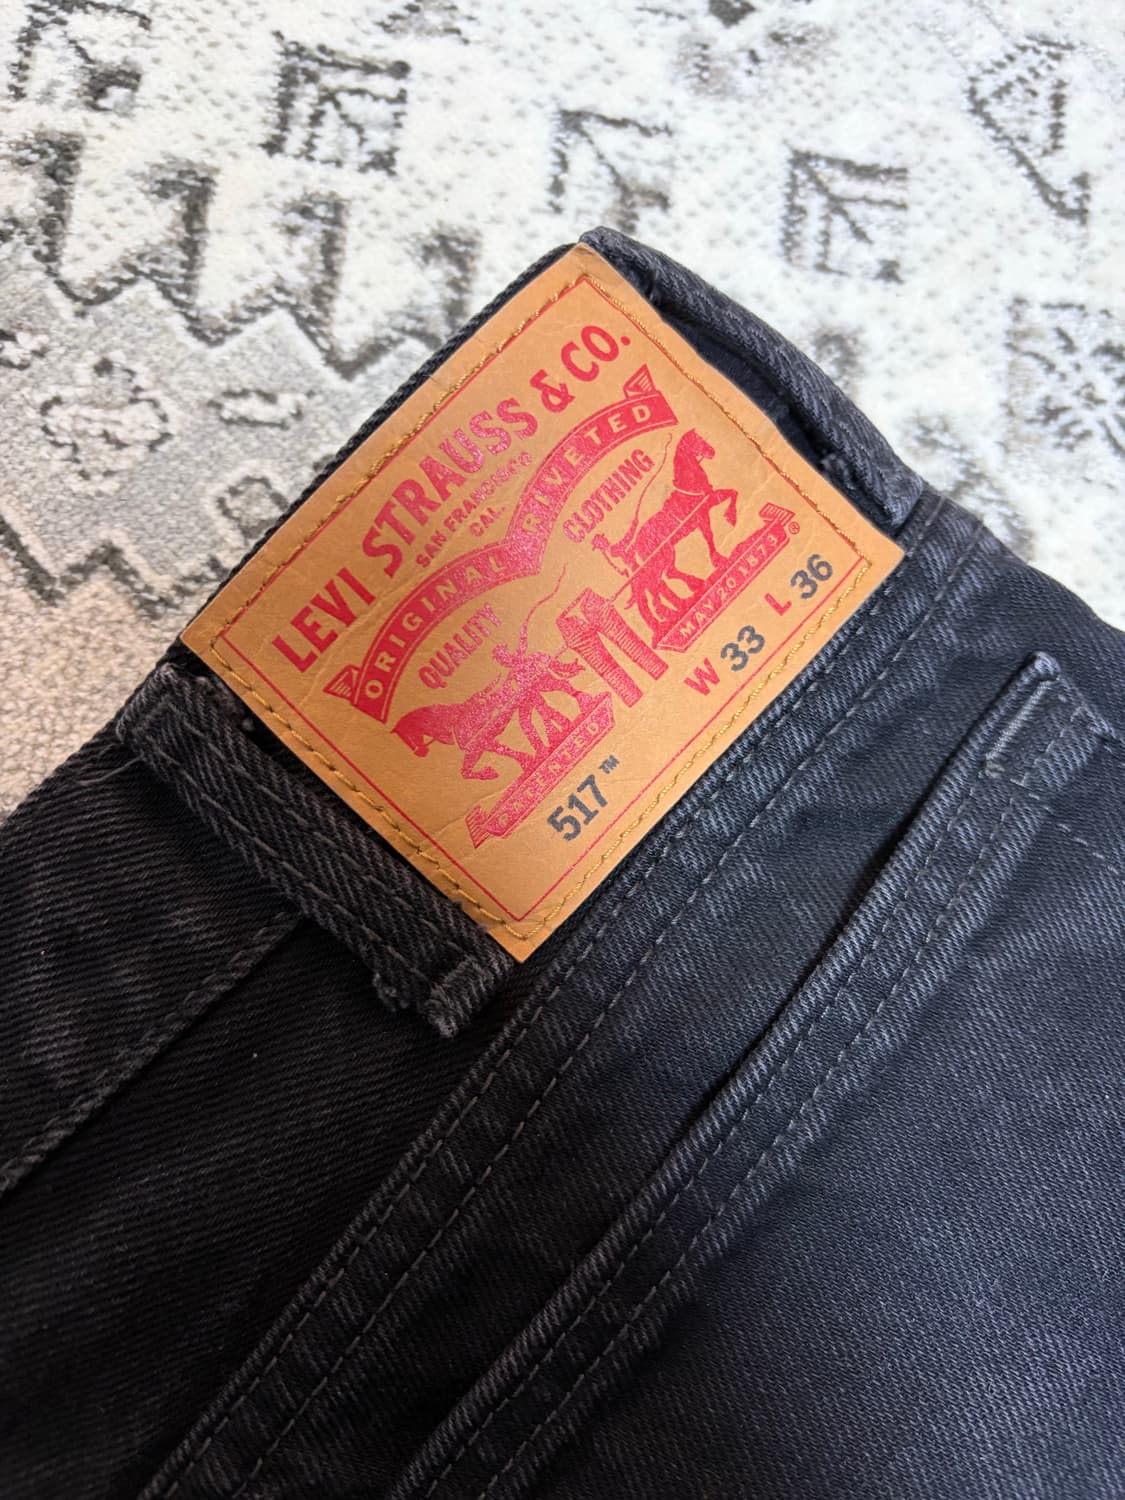 LEVI STRAUSS & CO.
SAN FRANCISCO
CAL.
ORIGINAL RIVETED
QUALITY CLOTHING
PATENTED MAY 20 1873 ®
517™ W 33 L 36